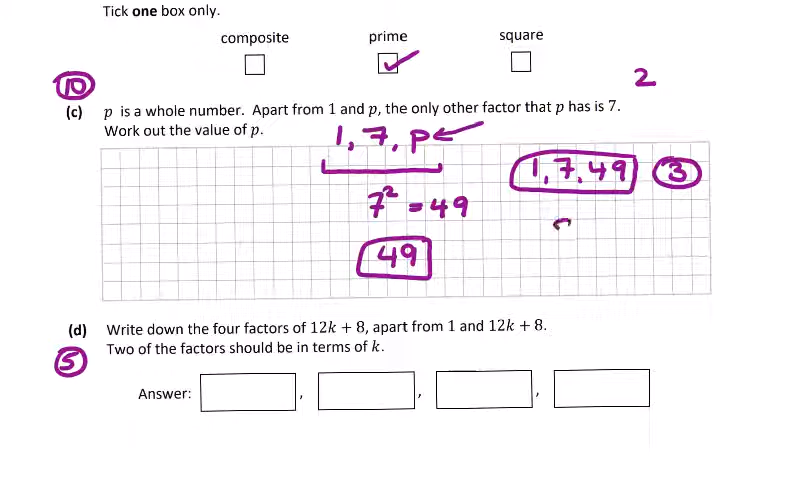 Tick one box only.
composite prime square
10
2
(c) p is a whole number. Apart from 1 and p, the only other factor that p has is 7.
Work out the value of p.
1, 7, p
1, 7, 49 3
7² = 49
49
(d) Write down the four factors of 12k + 8, apart from 1 and 12k + 8.
5
Two of the factors should be in terms of k.
Answer: , , ,